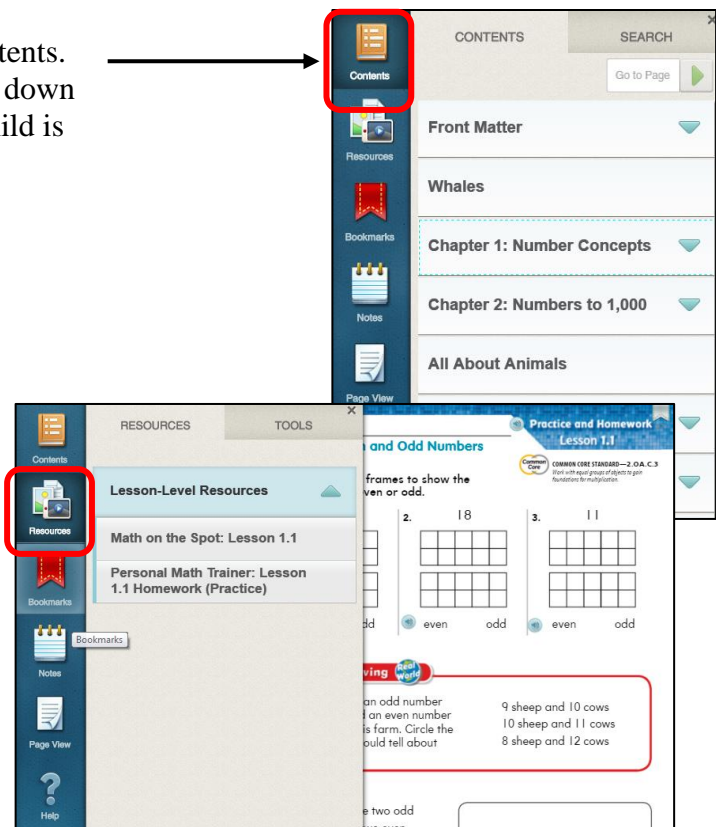 tents.
down
ild is
Contents
Resources
Bookmarks
Notes
Page View
CONTENTS
SEARCH
Go to Page
Front Matter
Whales
Chapter 1: Number Concepts
Chapter 2: Numbers to 1,000
All About Animals
Contents
Resources
Bookmarks
Bookmarks
Notes
Page View
Help
RESOURCES
TOOLS
Lesson-Level Resources
Math on the Spot: Lesson 1.1
Personal Math Trainer: Lesson
1.1 Homework (Practice)
Practice and Homework
Lesson 1.1
and Odd Numbers
Common Core
COMMON CORE STANDARD—2.OA.C.3
Work with equal groups of objects to gain
foundations for multiplication.
frames to show the
ven or odd.
2. 18
3. 11
dd
even odd
even odd
ving Real World
an odd number
d an even number
is farm. Circle the
ould tell about
9 sheep and 10 cows
10 sheep and 11 cows
8 sheep and 12 cows
e two odd